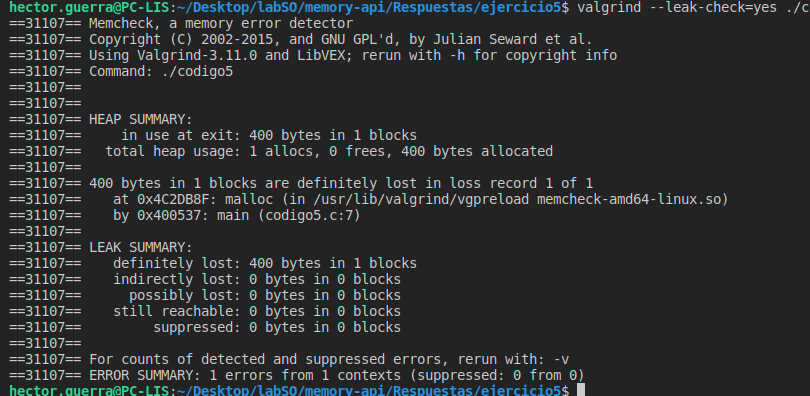 hector.guerra@PC-LIS:~/Desktop/labSO/memory-api/Respuestas/ejercicio5$ valgrind --leak-check=yes ./c
==31107== Memcheck, a memory error detector
==31107== Copyright (C) 2002-2015, and GNU GPL'd, by Julian Seward et al.
==31107== Using Valgrind-3.11.0 and LibVEX; rerun with -h for copyright info
==31107== Command: ./codigo5
==31107==
==31107==
==31107== HEAP SUMMARY:
==31107==     in use at exit: 400 bytes in 1 blocks
==31107==   total heap usage: 1 allocs, 0 frees, 400 bytes allocated
==31107==
==31107== 400 bytes in 1 blocks are definitely lost in loss record 1 of 1
==31107==    at 0x4C2DB8F: malloc (in /usr/lib/valgrind/vgpreload_memcheck-amd64-linux.so)
==31107==    by 0x400537: main (codigo5.c:7)
==31107==
==31107== LEAK SUMMARY:
==31107==    definitely lost: 400 bytes in 1 blocks
==31107==    indirectly lost: 0 bytes in 0 blocks
==31107==      possibly lost: 0 bytes in 0 blocks
==31107==    still reachable: 0 bytes in 0 blocks
==31107==         suppressed: 0 bytes in 0 blocks
==31107==
==31107== For counts of detected and suppressed errors, rerun with: -v
==31107== ERROR SUMMARY: 1 errors from 1 contexts (suppressed: 0 from 0)
hector.guerra@PC-LIS:~/Desktop/labSO/memory-api/Respuestas/ejercicio5$